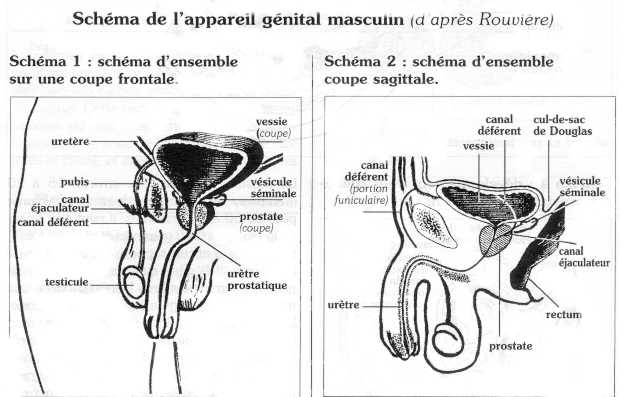 Schéma de l'appareil génital masculin (d après Rouvière)
Schéma 1 : schéma d'ensemble
sur une coupe frontale.
uretère
pubis
canal
éjaculateur
canal déférent
testicule
vessie
(coupe)
vésicule
séminale
prostate
(coupe)
urètre
prostatique
Schéma 2 : schéma d'ensemble
coupe sagittale.
canal
déférent
cul-de-sac
de Douglas
vessie
canal
déférent
(portion
funiculaire)
vésicule
séminale
canal
éjaculateur
urètre
rectum
prostate